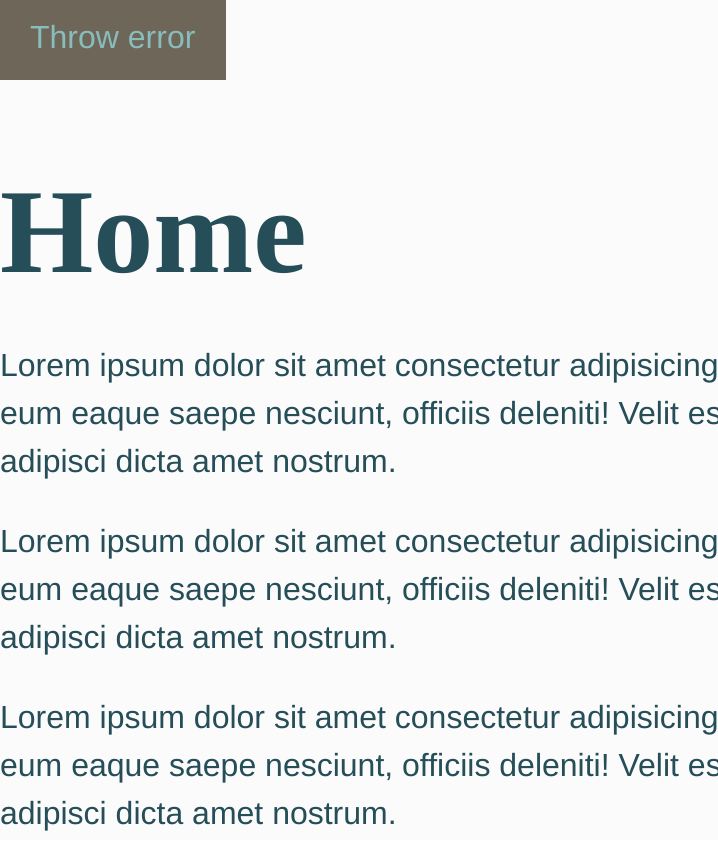 Throw error
Home
Lorem ipsum dolor sit amet consectetur adipisicing
eum eaque saepe nesciunt, officiis deleniti! Velit es
adipisci dicta amet nostrum.
Lorem ipsum dolor sit amet consectetur adipisicing
eum eaque saepe nesciunt, officiis deleniti! Velit es
adipisci dicta amet nostrum.
Lorem ipsum dolor sit amet consectetur adipisicing
eum eaque saepe nesciunt, officiis deleniti! Velit es
adipisci dicta amet nostrum.